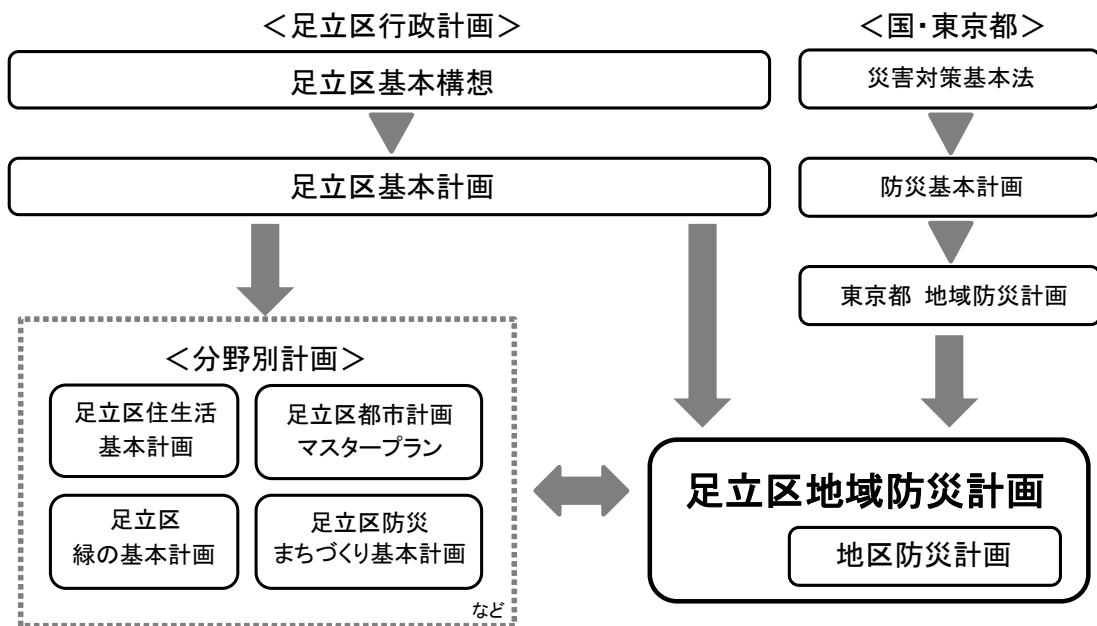 ＜足立区行政計画＞
足立区基本構想
足立区基本計画
＜国・東京都＞
災害対策基本法
防災基本計画
東京都 地域防災計画
＜分野別計画＞
足立区住生活
基本計画
足立区都市計画
マスタープラン
足立区
緑の基本計画
足立区防災
まちづくり基本計画
など
足立区地域防災計画
地区防災計画